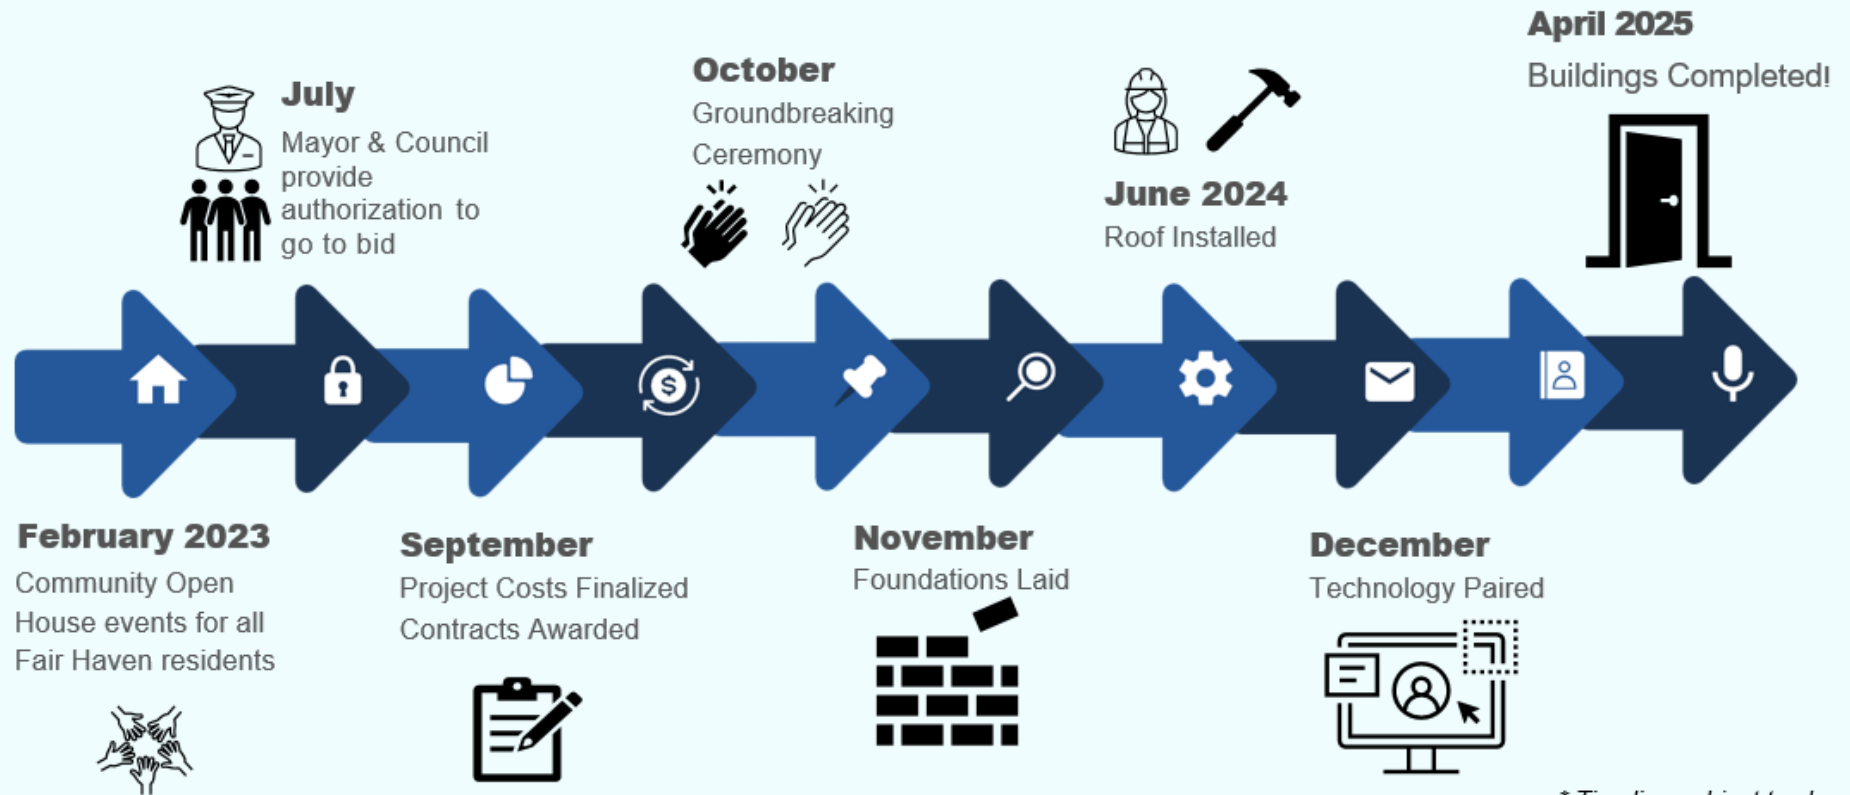 April 2025
Buildings Completed!
October
Groundbreaking
Ceremony
July
Mayor & Council
provide
authorization to
go to bid
June 2024
Roof Installed
$
February 2023
Community Open
House events for all
Fair Haven residents
September
Project Costs Finalized
Contracts Awarded
November
Foundations Laid
December
Technology Paired